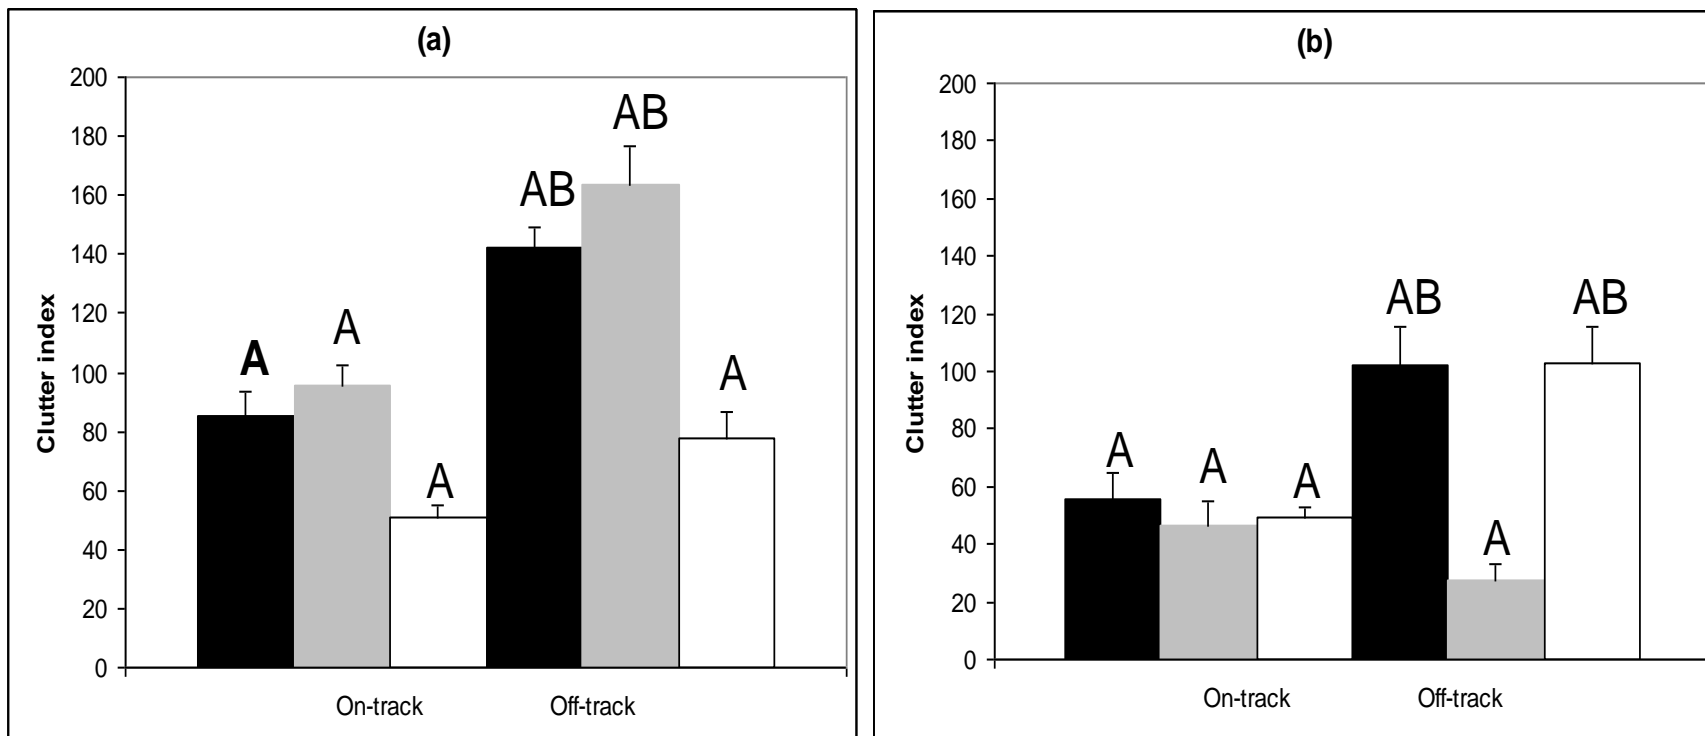 (a)
Clutter index
200
180
160
140
120
100
80
60
40
20
0
A
A
A
AB
AB
A
On-track Off-track
(b)
Clutter index
200
180
160
140
120
100
80
60
40
20
0
A
A
A
AB
A
AB
On-track Off-track